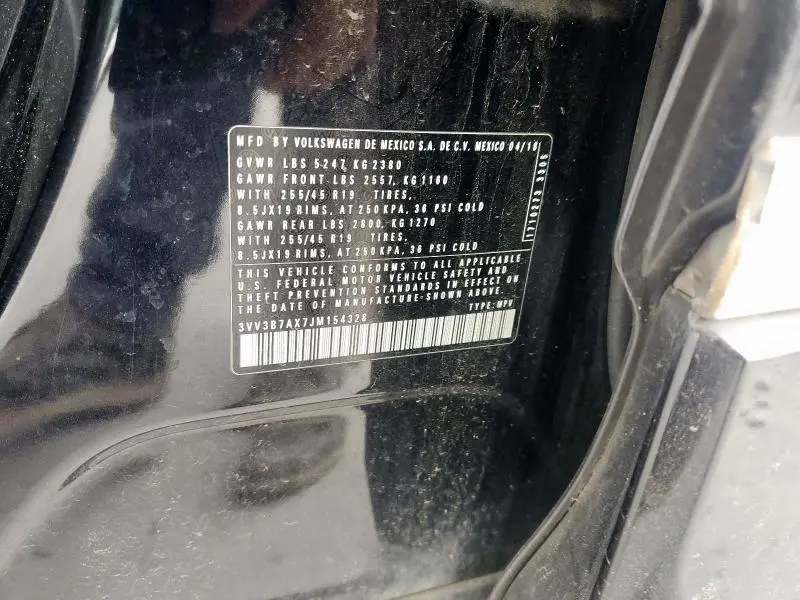 MFD BY VOLKSWAGEN DE MEXICO S.A. DE C.V. MEXICO 04/18
GVWR LBS 5247, KG 2380
GAWR FRONT LBS 2557, KG 1160
WITH 255/45 R19 TIRES,
8.5JX19 RIMS, AT 250 KPA, 36 PSI COLD
GAWR REAR LBS 2800, KG 1270
WITH 255/45 R19 TIRES,
8.5JX19 RIMS, AT 250 KPA, 36 PSI COLD
THIS VEHICLE CONFORMS TO ALL APPLICABLE
U.S. FEDERAL MOTOR VEHICLE SAFETY AND
THEFT PREVENTION STANDARDS IN EFFECT ON
THE DATE OF MANUFACTURE-SHOWN ABOVE.
3VV3B7AX7JM154328 TYPE: MPV